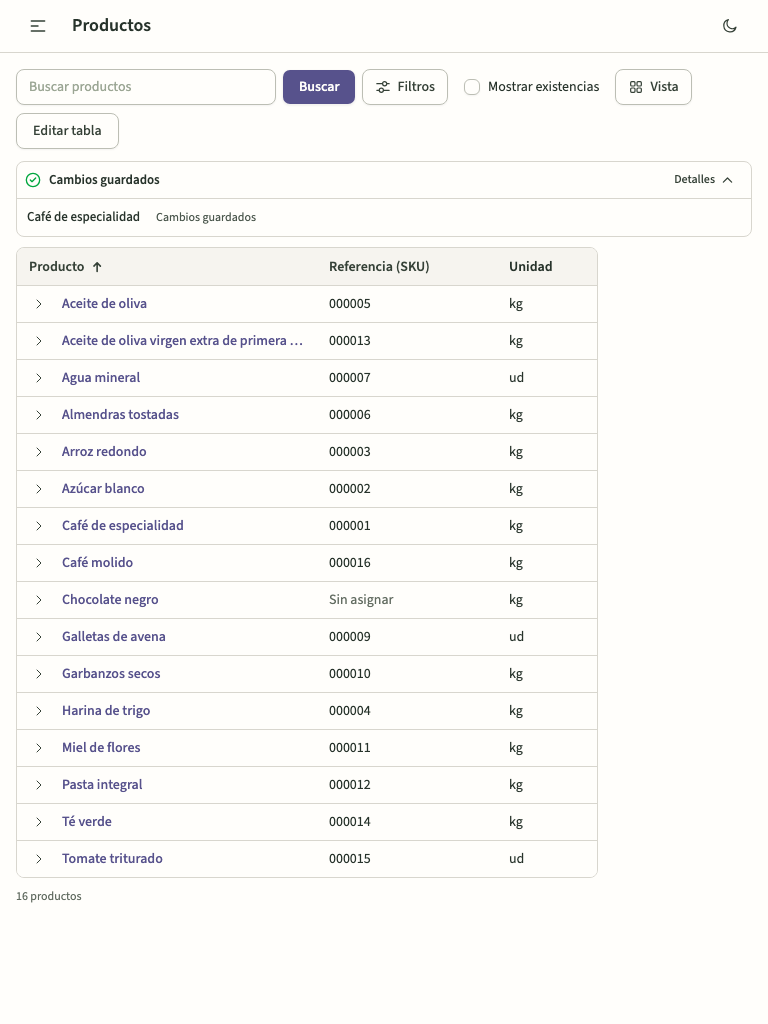 Productos
Buscar productos
Buscar
Filtros
Mostrar existencias
Vista
Editar tabla
Cambios guardados
Detalles
Café de especialidad Cambios guardados
Producto Referencia (SKU) Unidad
Aceite de oliva 000005 kg
Aceite de oliva virgen extra de primera … 000013 kg
Agua mineral 000007 ud
Almendras tostadas 000006 kg
Arroz redondo 000003 kg
Azúcar blanco 000002 kg
Café de especialidad 000001 kg
Café molido 000016 kg
Chocolate negro Sin asignar kg
Galletas de avena 000009 ud
Garbanzos secos 000010 kg
Harina de trigo 000004 kg
Miel de flores 000011 kg
Pasta integral 000012 kg
Té verde 000014 kg
Tomate triturado 000015 ud
16 productos